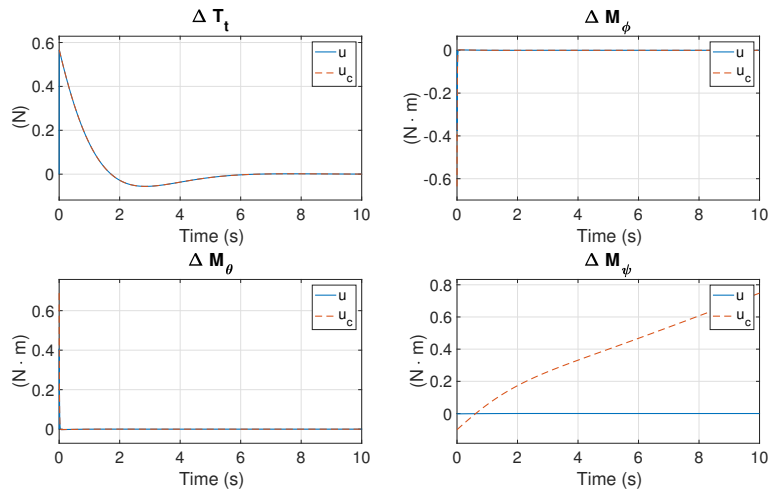 Δ T_t
(N)
0.6
0.4
0.2
0
u
u_c
0 2 4 6 8 10
Time (s)
Δ M_ϕ
(N · m)
0
-0.2
-0.4
-0.6
u
u_c
0 2 4 6 8 10
Time (s)
Δ M_θ
(N · m)
0.6
0.4
0.2
0
u
u_c
0 2 4 6 8 10
Time (s)
Δ M_ψ
(N · m)
0.8
0.6
0.4
0.2
0
u
u_c
0 2 4 6 8 10
Time (s)